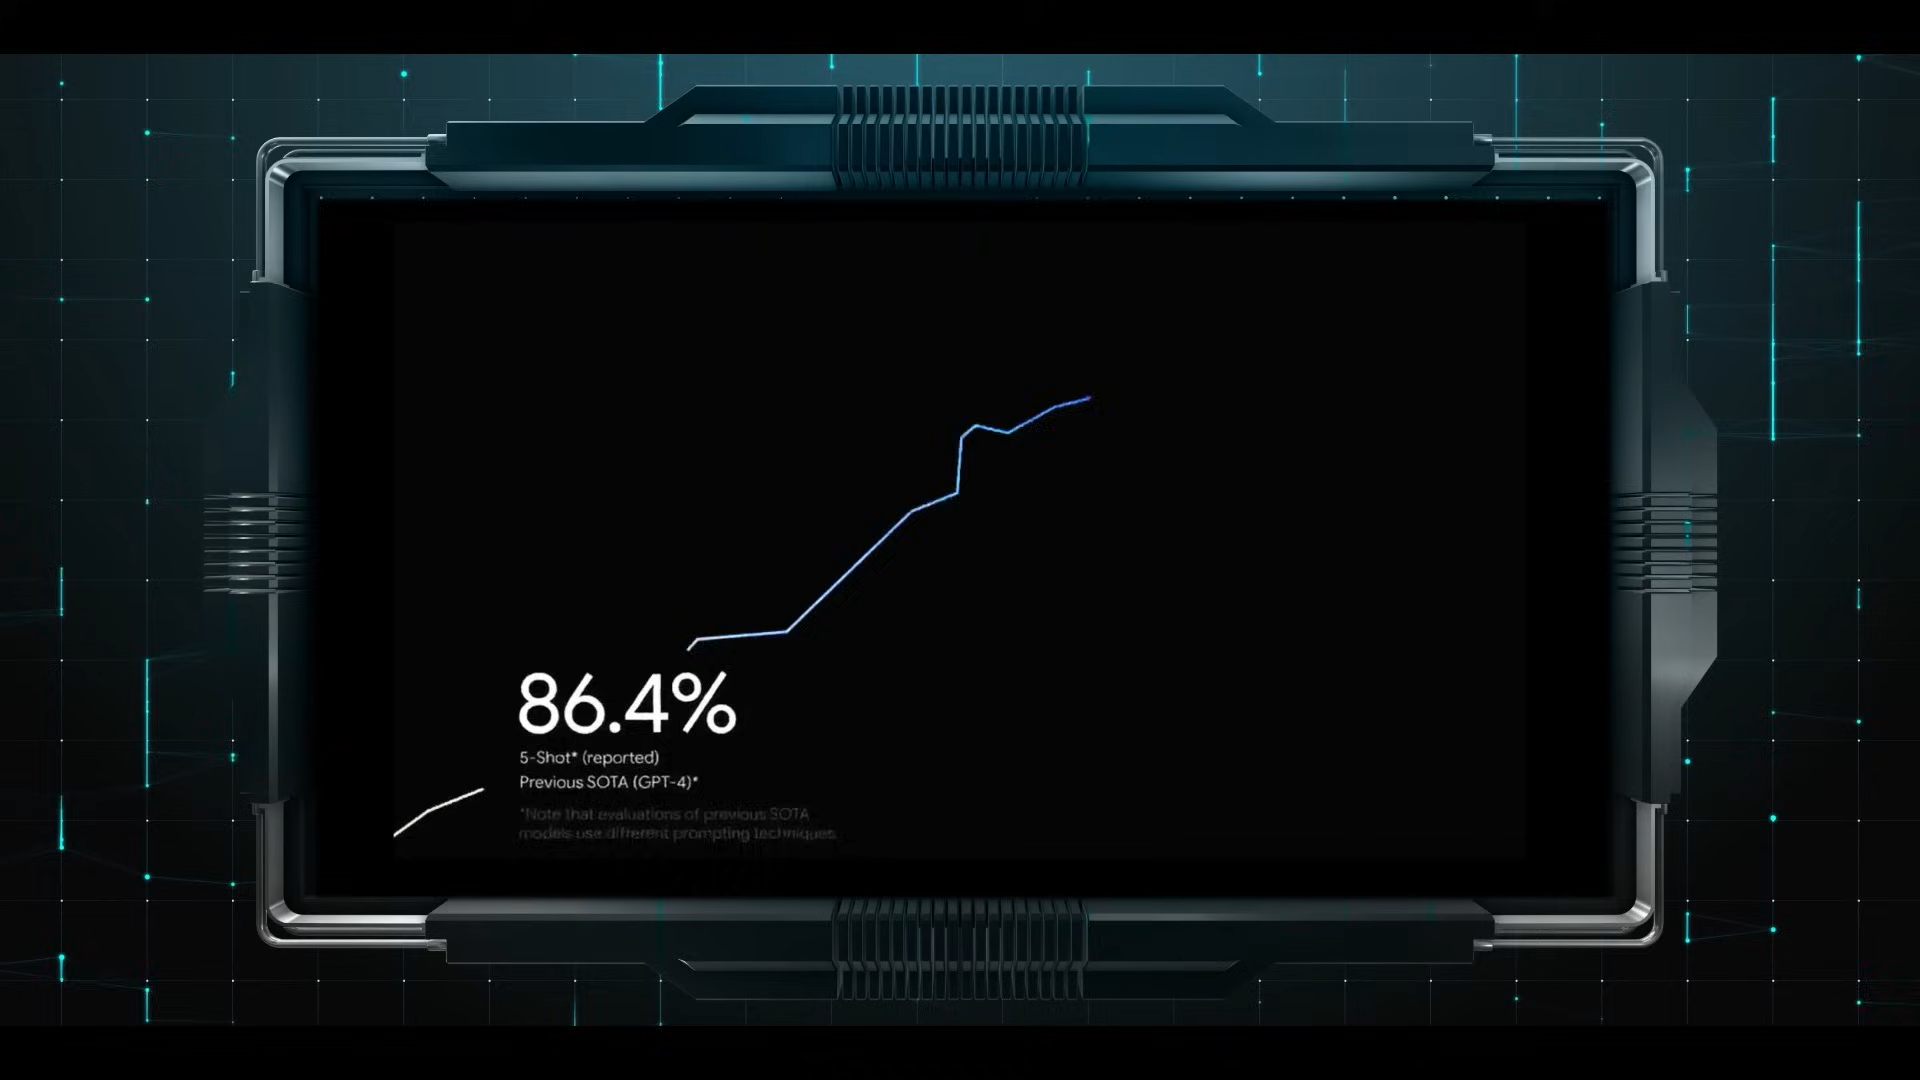 86.4%
5-Shot* (reported)
Previous SOTA (GPT-4)*
*Note that evaluations of previous SOTA
models use different prompting techniques.